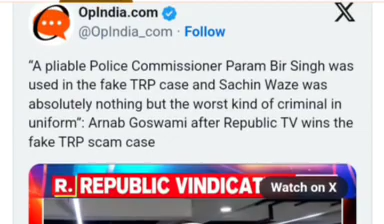 OpIndia.com
X
@OpIndia_com · Follow
“A pliable Police Commissioner Param Bir Singh was
used in the fake TRP case and Sachin Waze was
absolutely nothing but the worst kind of criminal in
uniform”: Arnab Goswami after Republic TV wins the
fake TRP scam case
R. REPUBLIC VINDICAT
Watch on X